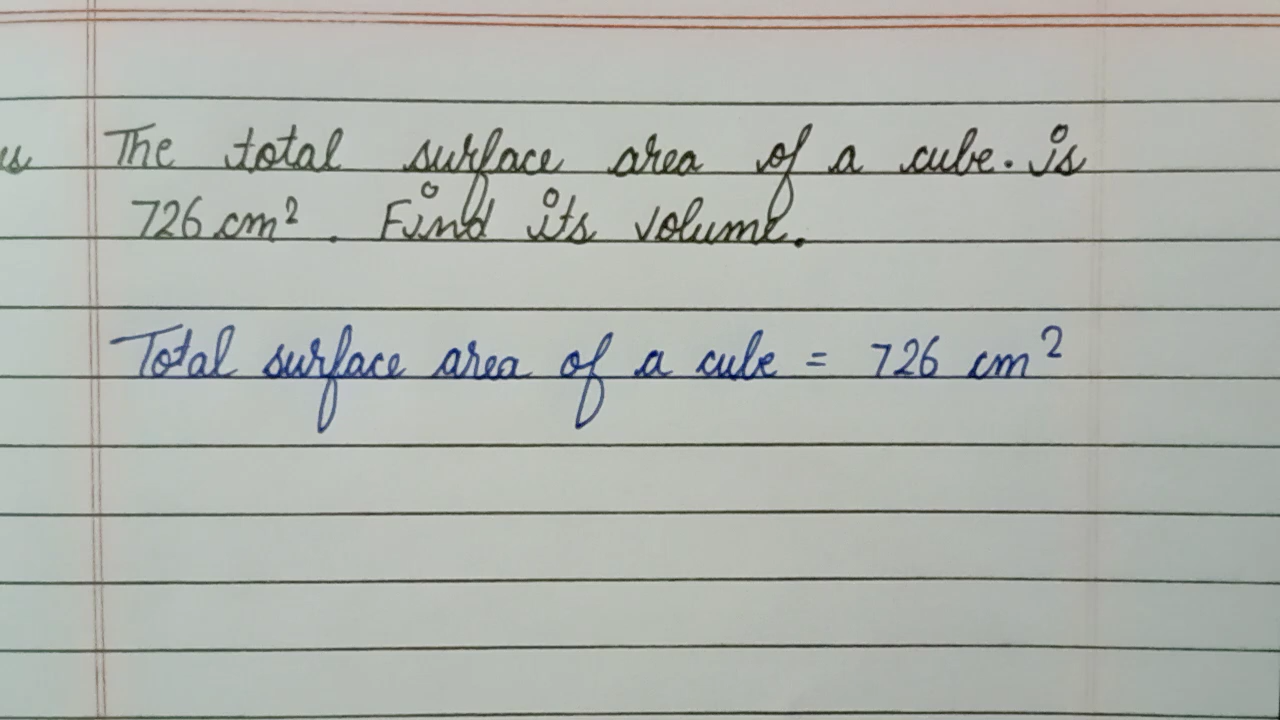 The total surface area of a cube. is
726 cm². Find its volume.
Total surface area of a cube = 726 cm²